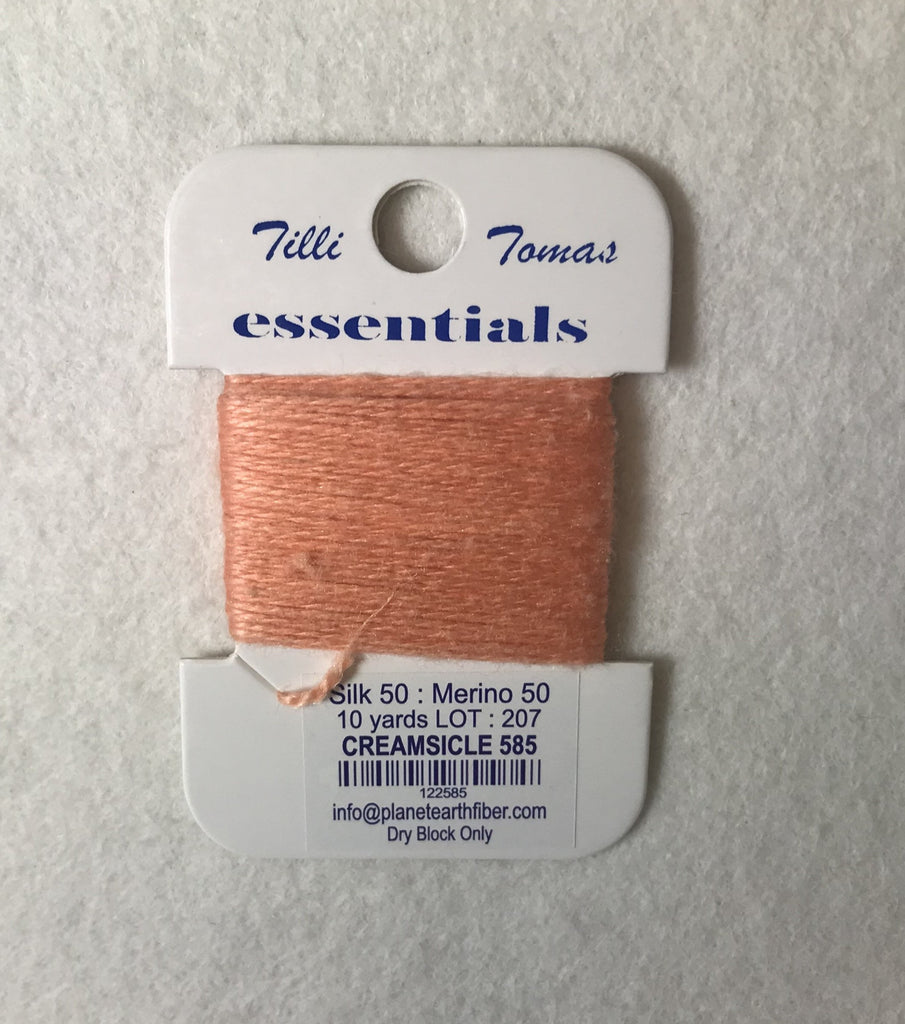 Tilli Tomas
essentials
Silk 50 : Merino 50
10 yards LOT : 207
CREAMSICLE 585
122585
info@planetearthfiber.com
Dry Block Only